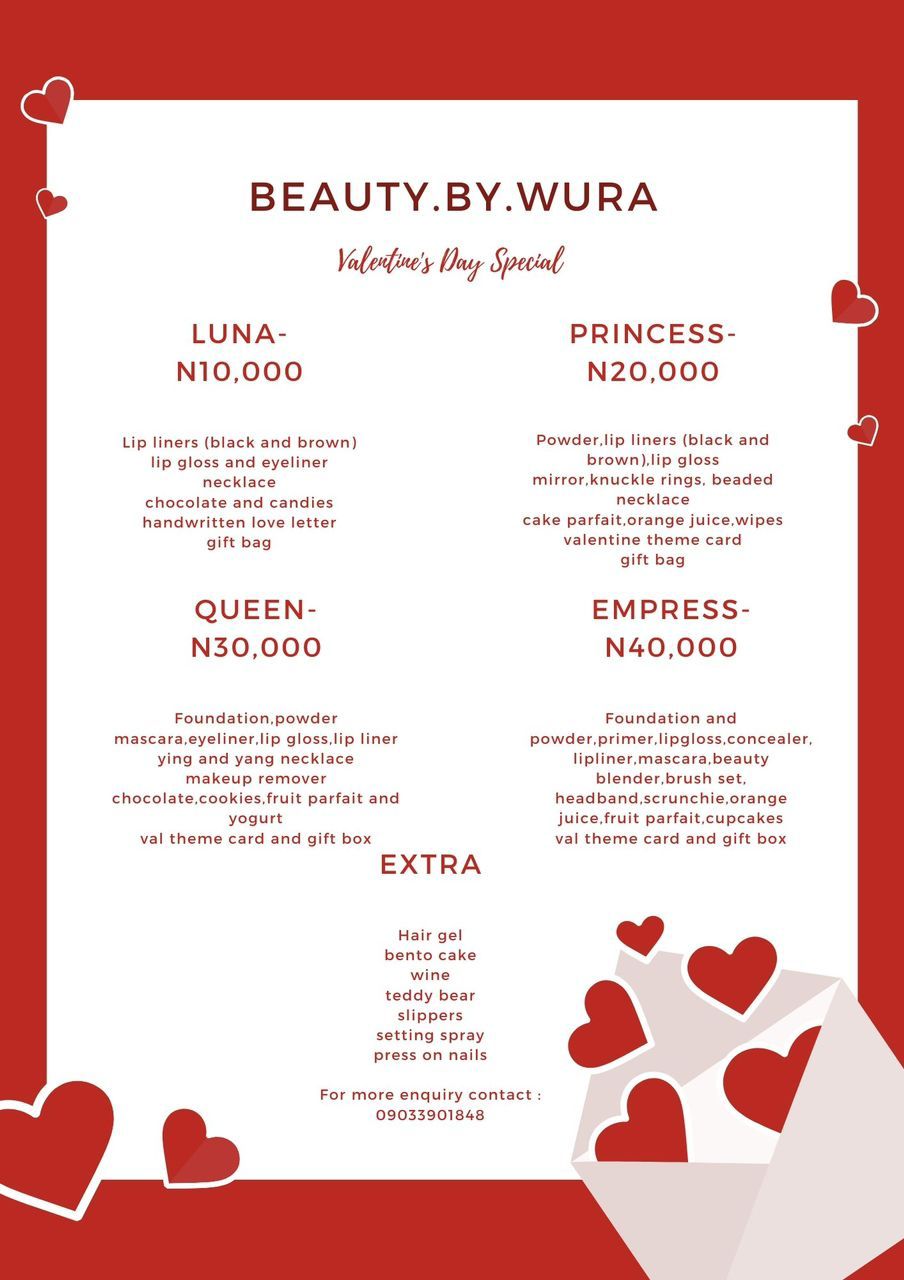 BEAUTY.BY.WURA
Valentine's Day Special
LUNA-
N10,000
Lip liners (black and brown)
lip gloss and eyeliner
necklace
chocolate and candies
handwritten love letter
gift bag
PRINCESS-
N20,000
Powder,lip liners (black and
brown),lip gloss
mirror,knuckle rings, beaded
necklace
cake parfait,orange juice,wipes
valentine theme card
gift bag
QUEEN-
N30,000
Foundation,powder
mascara,eyeliner,lip gloss,lip liner
ying and yang necklace
makeup remover
chocolate,cookies,fruit parfait and
yogurt
val theme card and gift box
EMPRESS-
N40,000
Foundation and
powder,primer,lipgloss,concealer,
lipliner,mascara,beauty
blender,brush set,
headband,scrunchie,orange
juice,fruit parfait,cupcakes
val theme card and gift box
EXTRA
Hair gel
bento cake
wine
teddy bear
slippers
setting spray
press on nails
For more enquiry contact :
09033901848